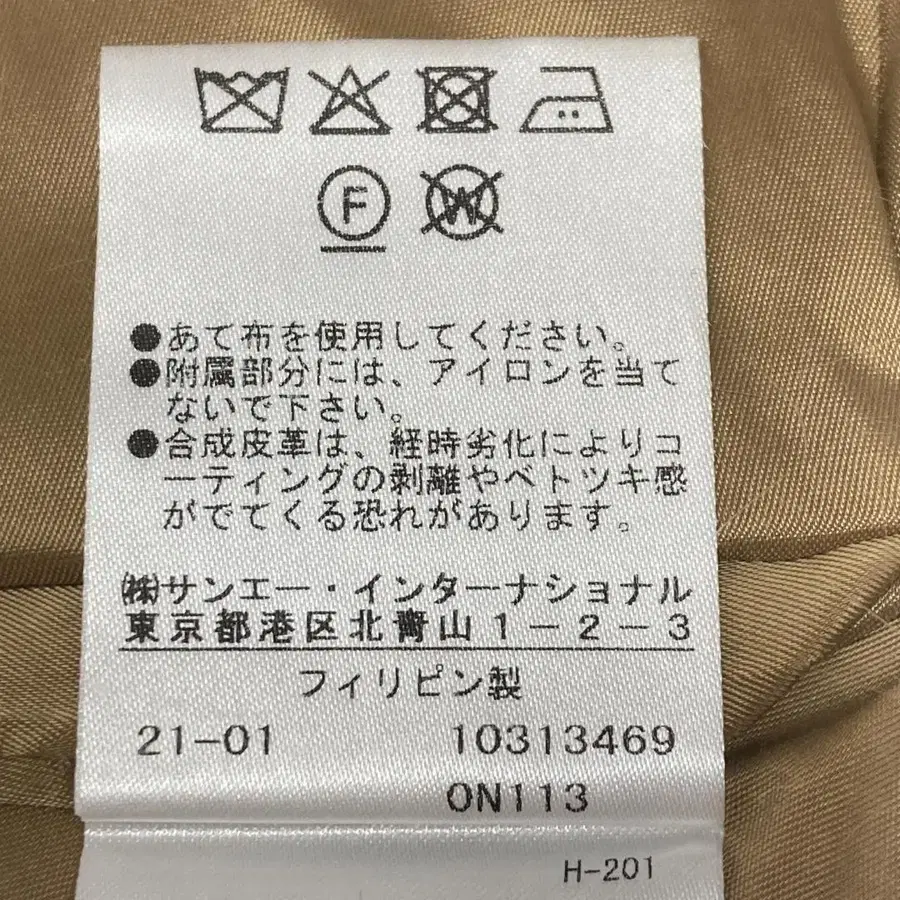 F W
●あて布を使用してください。
●附属部分には、アイロンを当て
ないで下さい。
●合成皮革は、経時劣化によりコ
ーティングの剥離やベトツキ感
がでてくる恐れがあります。
㈱サンエー・インターナショナル
東京都港区北青山1-2-3
フィリピン製
21-01 10313469
ON113
H-201